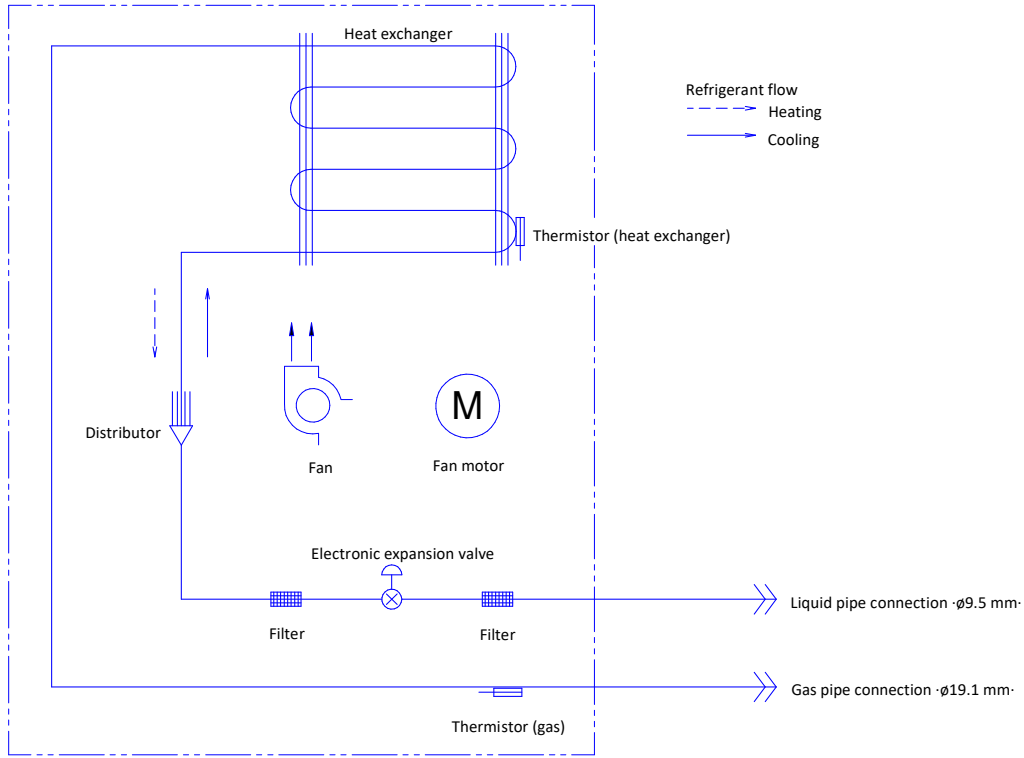 Heat exchanger
Refrigerant flow
Heating
Cooling
Thermistor (heat exchanger)
Distributor
M
Fan
Fan motor
Electronic expansion valve
Liquid pipe connection ·ø9.5 mm·
Filter
Filter
Gas pipe connection ·ø19.1 mm·
Thermistor (gas)